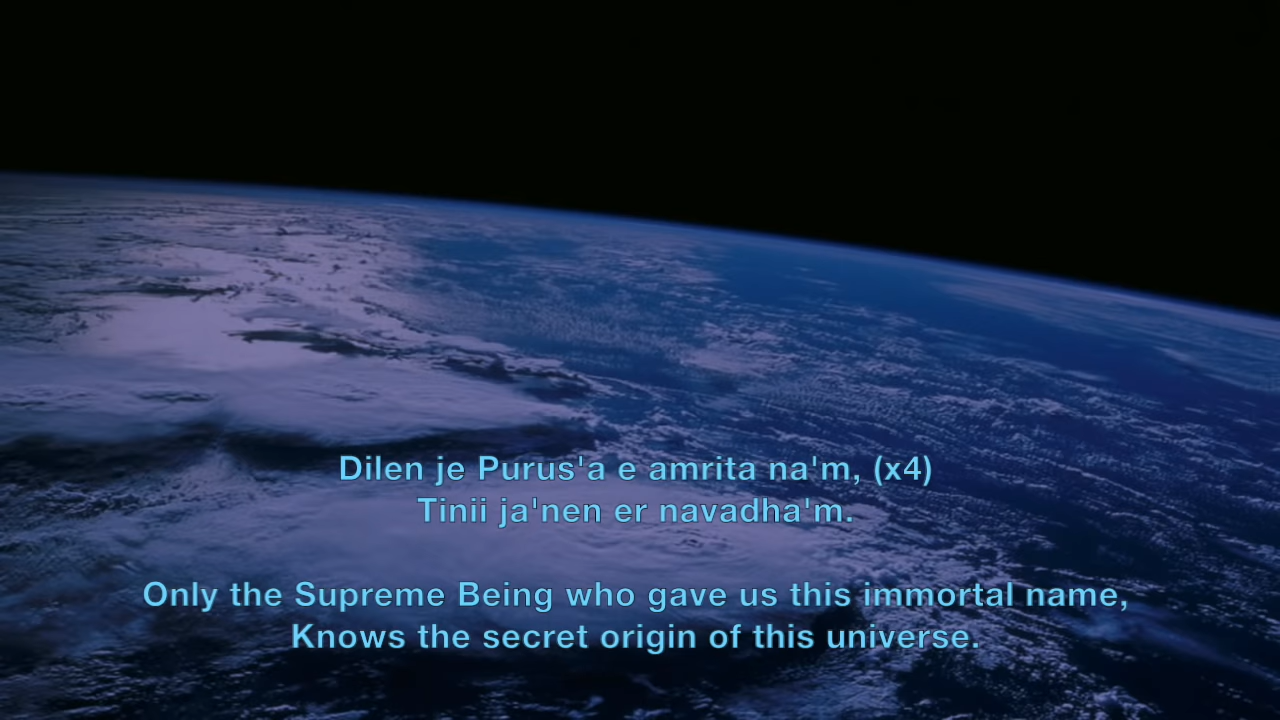 Dilen je Purus'a e amrita na'm, (x4)
Tinii ja'nen er navadha'm.
Only the Supreme Being who gave us this immortal name,
Knows the secret origin of this universe.